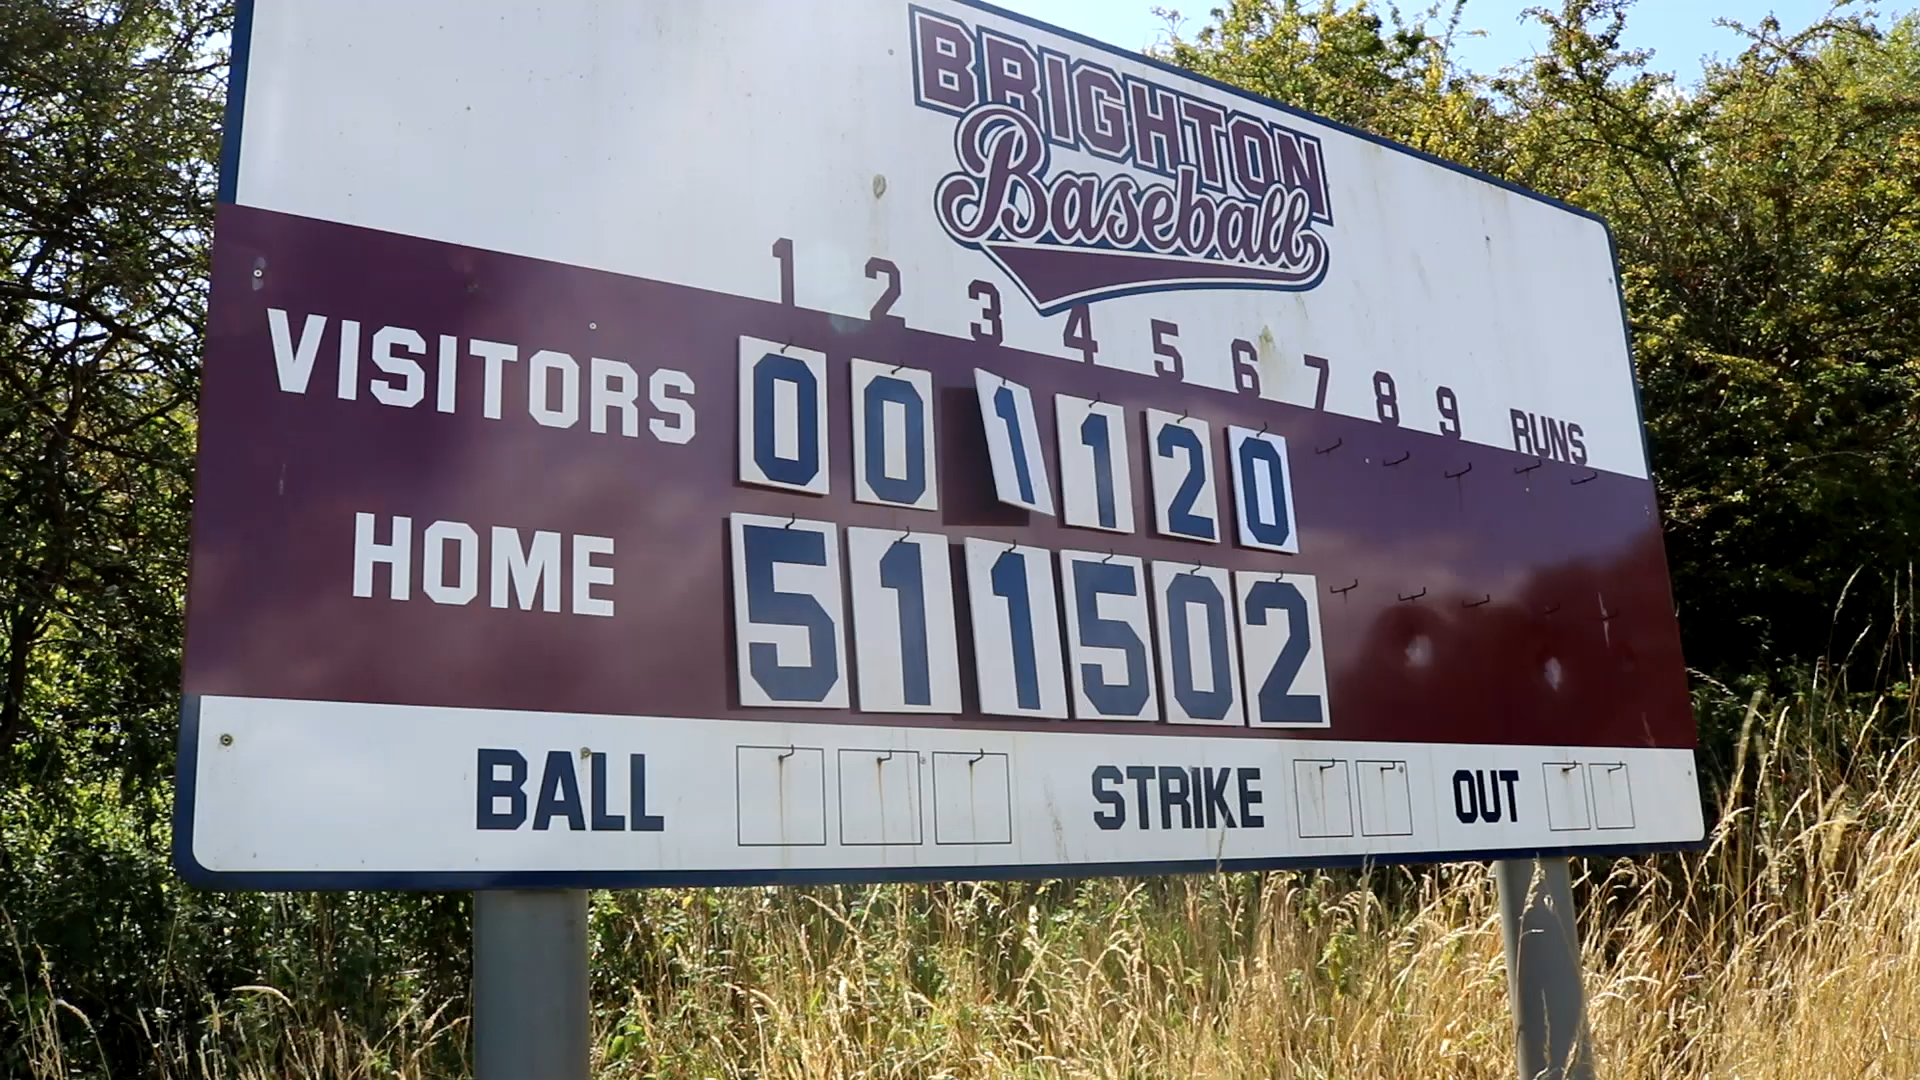 BRIGHTON
Baseball
1 2 3 4 5 6 7 8 9 RUNS
VISITORS 0 0 1 1 2 0
HOME 5 1 1 5 0 2
BALL STRIKE OUT